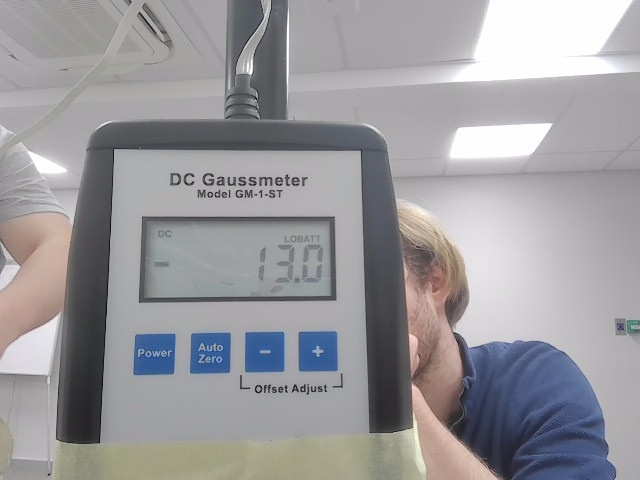 DC Gaussmeter
Model GM-1-ST
DC
LOBATT
- 13.0
Power
Auto
Zero
-
+
Offset Adjust